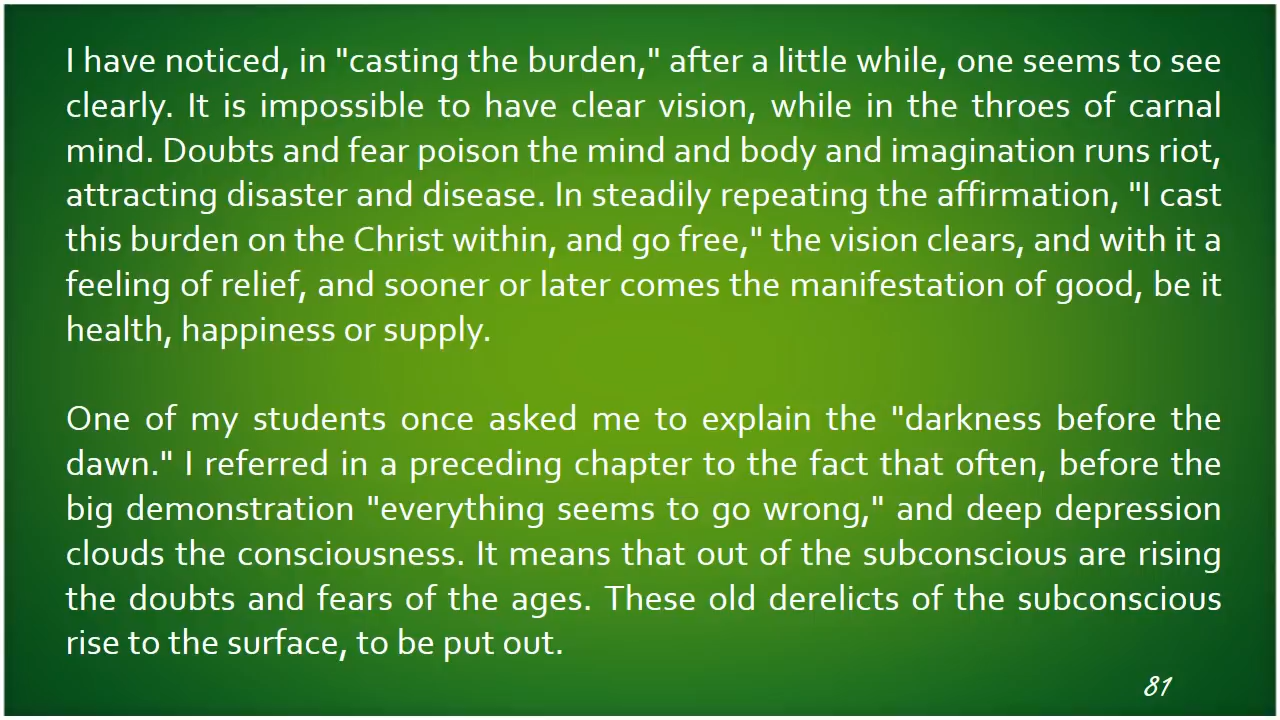 I have noticed, in "casting the burden," after a little while, one seems to see
clearly. It is impossible to have clear vision, while in the throes of carnal
mind. Doubts and fear poison the mind and body and imagination runs riot,
attracting disaster and disease. In steadily repeating the affirmation, "I cast
this burden on the Christ within, and go free," the vision clears, and with it a
feeling of relief, and sooner or later comes the manifestation of good, be it
health, happiness or supply.
One of my students once asked me to explain the "darkness before the
dawn." I referred in a preceding chapter to the fact that often, before the
big demonstration "everything seems to go wrong," and deep depression
clouds the consciousness. It means that out of the subconscious are rising
the doubts and fears of the ages. These old derelicts of the subconscious
rise to the surface, to be put out.
81